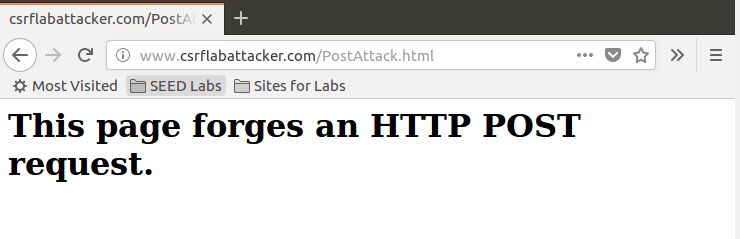 csrflabattacker.com/PostA
www.csrflabattacker.com/PostAttack.html
Most Visited SEED Labs Sites for Labs
This page forges an HTTP POST
request.